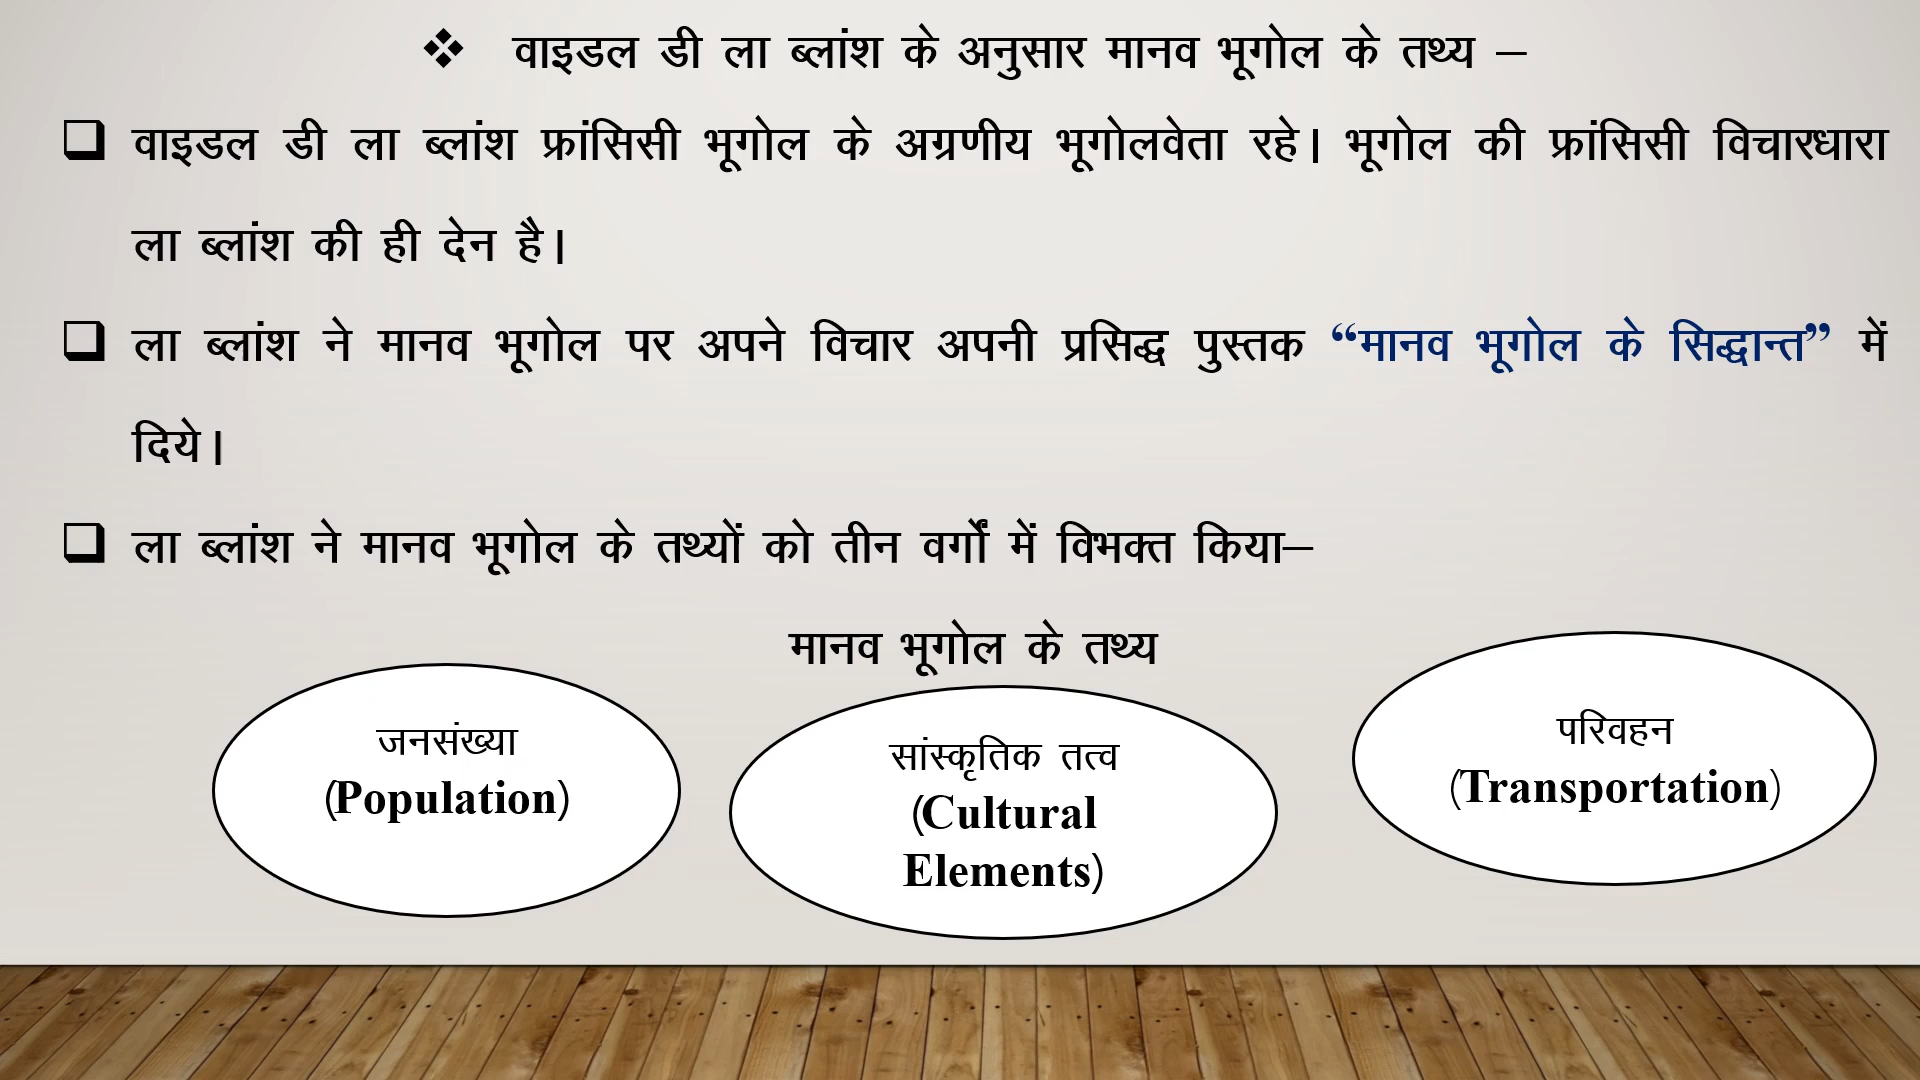 ❖ वाइडल डी ला ब्लांश के अनुसार मानव भूगोल के तथ्य –
❑ वाइडल डी ला ब्लांश फ्रांसिसी भूगोल के अग्रणीय भूगोलवेता रहे। भूगोल की फ्रांसिसी विचारधारा
ला ब्लांश की ही देन है।
❑ ला ब्लांश ने मानव भूगोल पर अपने विचार अपनी प्रसिद्ध पुस्तक “मानव भूगोल के सिद्धान्त” में
दिये।
❑ ला ब्लांश ने मानव भूगोल के तथ्यों को तीन वर्गों में विभक्त किया–
मानव भूगोल के तथ्य
जनसंख्या
(Population)
सांस्कृतिक तत्व
(Cultural
Elements)
परिवहन
(Transportation)